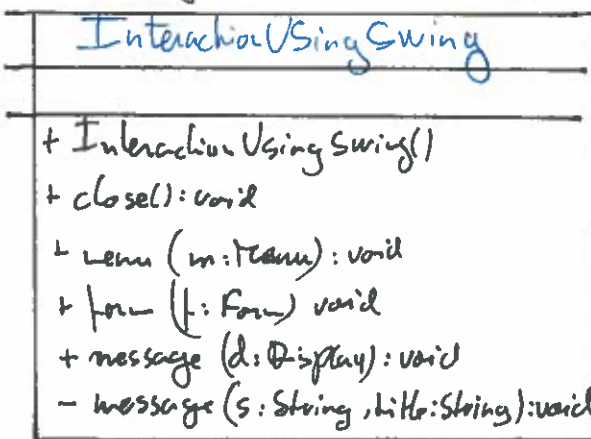 InteractionUsingSwing
+ InteractionUsingSwing()
+ close(): void
+ menu (m: Menu): void
+ form (f: Form) void
+ message (d: Display): void
- message (s: String, title: String): void